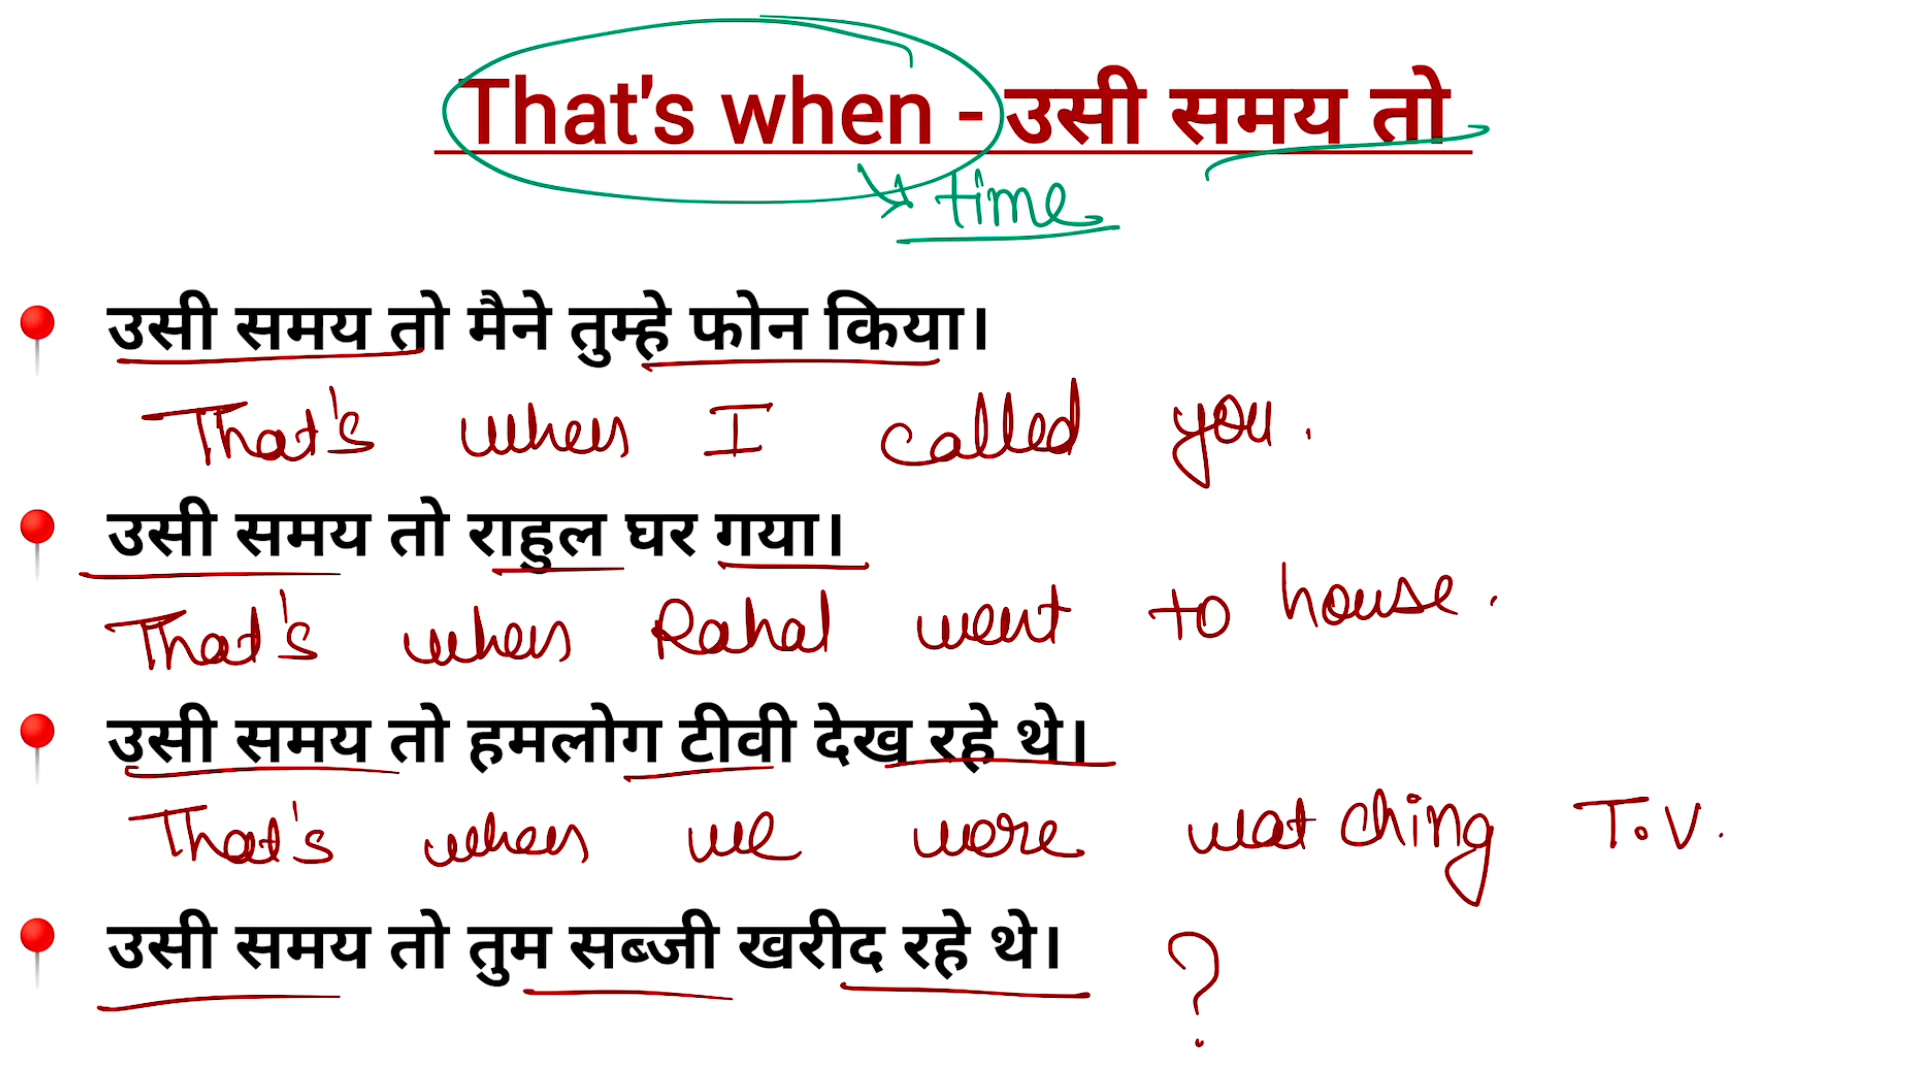 That's when - उसी समय तो
time
उसी समय तो मैने तुम्हे फोन किया।
That's when I called you.
उसी समय तो राहुल घर गया।
That's when Rahal went to house.
उसी समय तो हमलोग टीवी देख रहे थे।
That's when we were watching T.V.
उसी समय तो तुम सब्जी खरीद रहे थे। ?